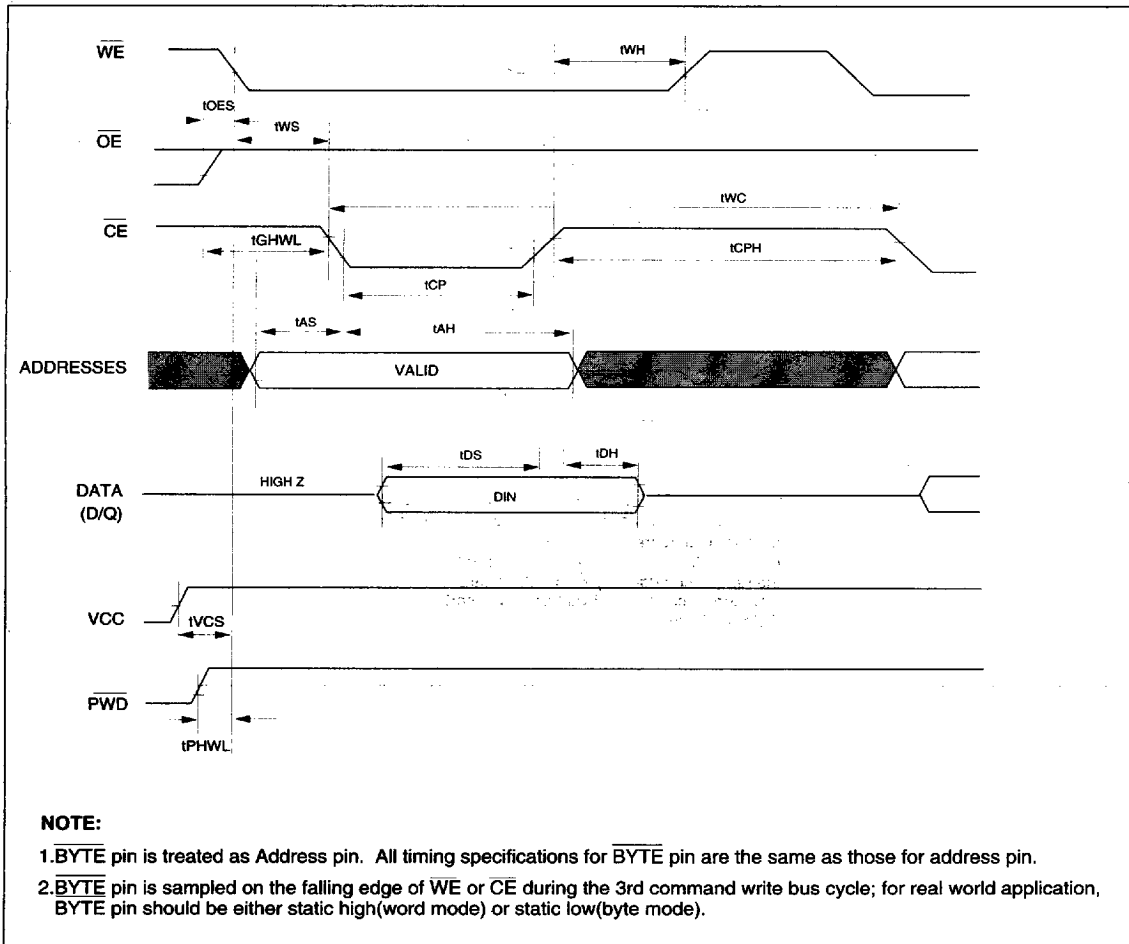 WE
tWH
tOES
tWS
OE
tWC
CE
tGHWL
tCPH
tCP
tAS
tAH
ADDRESSES
VALID
tDS
tDH
HIGH Z
DATA
(D/Q)
DIN
VCC
tVCS
PWD
tPHWL
NOTE:
1.BYTE pin is treated as Address pin. All timing specifications for BYTE pin are the same as those for address pin.
2.BYTE pin is sampled on the falling edge of WE or CE during the 3rd command write bus cycle; for real world application,
BYTE pin should be either static high(word mode) or static low(byte mode).